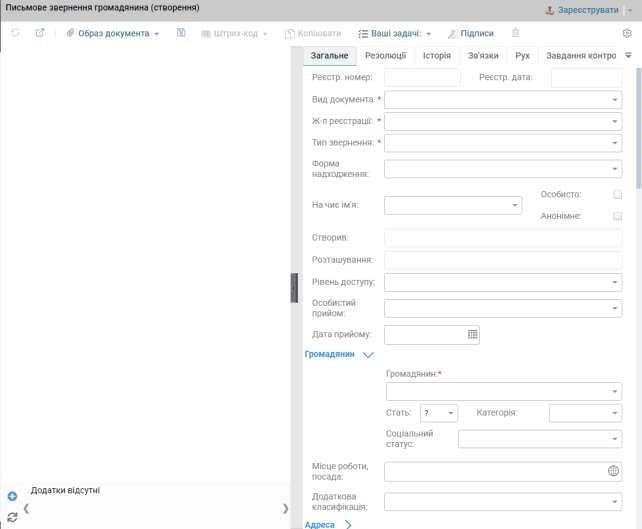 Письмове звернення громадянина (створення)
Зареєструвати
Образ документа
Штрих-код
Копіювати
Ваші задачі:
Підписи
Загальне Резолюції Історія Зв'язки Рух Завдання контро
Реєстр. номер: Реєстр. дата:
Вид документа: *
Ж-л реєстрації: *
Тип звернення: *
Форма
надходження:
На чиє ім'я:
Особисто:
Анонімне:
Створив:
Розташування:
Рівень доступу:
Особистий
прийом:
Дата прийому:
Громадянин
Громадянин:*
Стать: ? Категорія:
Соціальний
статус:
Місце роботи,
посада:
Додаткова
класифікація:
Адреса
Додатки відсутні